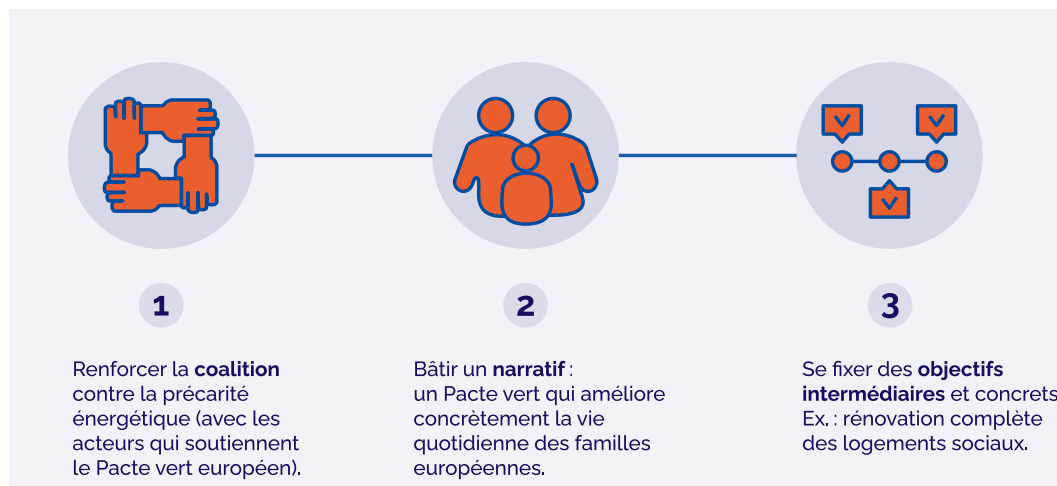 1
Renforcer la coalition
contre la précarité
énergétique (avec les
acteurs qui soutiennent
le Pacte vert européen).
2
Bâtir un narratif :
un Pacte vert qui améliore
concrètement la vie
quotidienne des familles
européennes.
3
Se fixer des objectifs
intermédiaires et concrets
Ex. : rénovation complète
des logements sociaux.